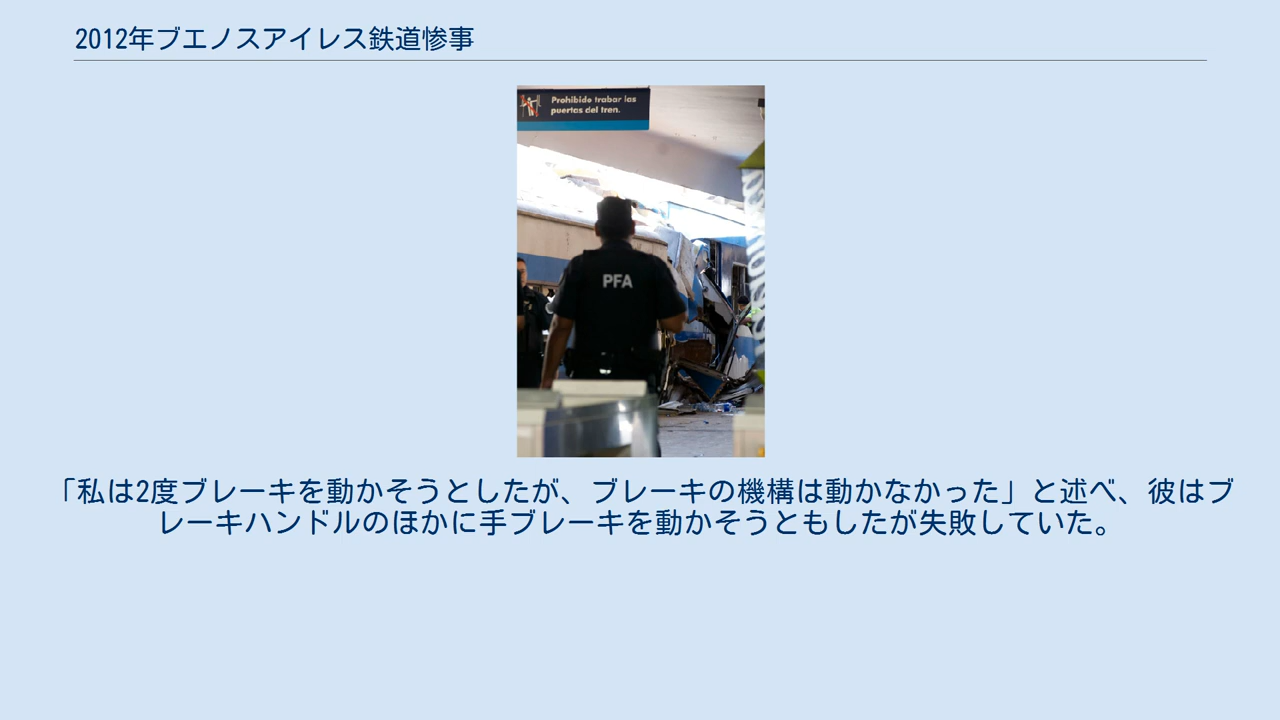 2012年ブエノスアイレス鉄道惨事
Prohibido trabar las
puertas del tren.
PFA
「私は2度ブレーキを動かそうとしたが、ブレーキの機構は動かなかった」と述べ、彼はブ
レーキハンドルのほかに手ブレーキを動かそうともしたが失敗していた。